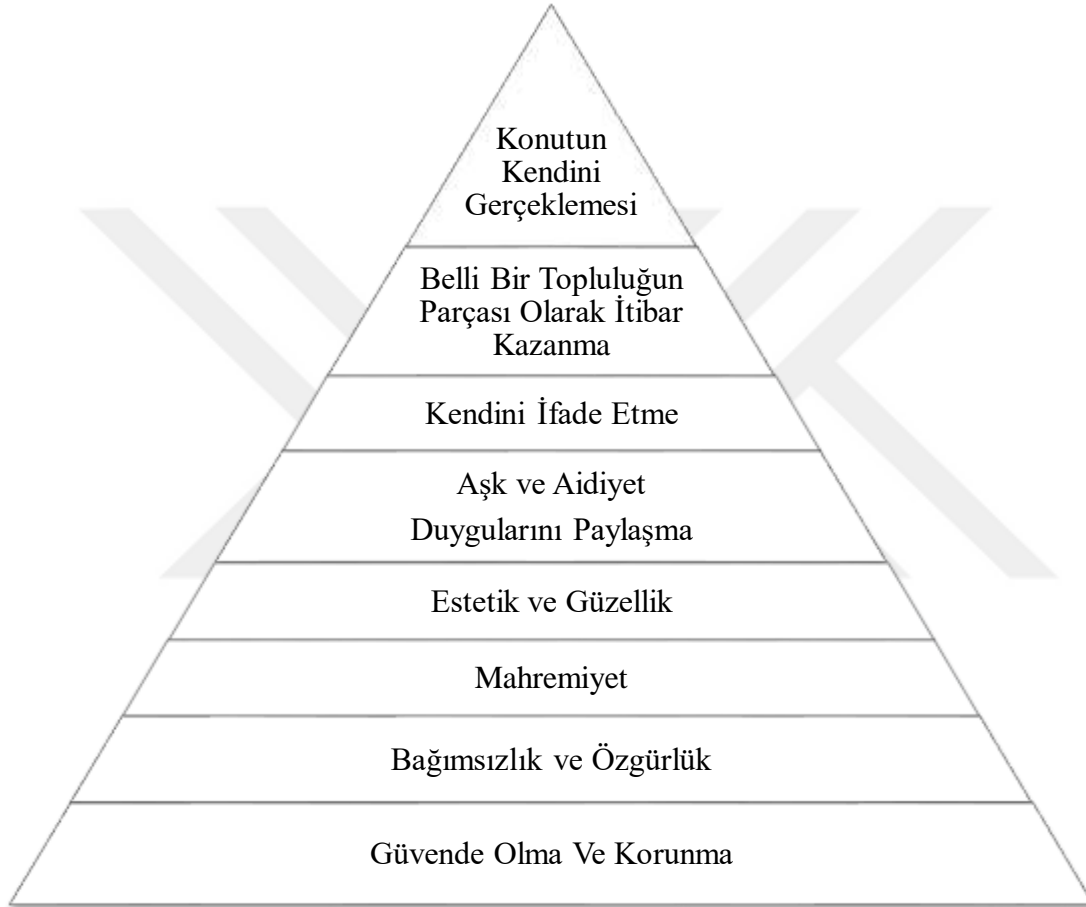 Konutun
Kendini
Gerçeklemesi
Belli Bir Topluluğun
Parçası Olarak İtibar
Kazanma
Kendini İfade Etme
Aşk ve Aidiyet
Duygularını Paylaşma
Estetik ve Güzellik
Mahremiyet
Bağımsızlık ve Özgürlük
Güvende Olma Ve Korunma